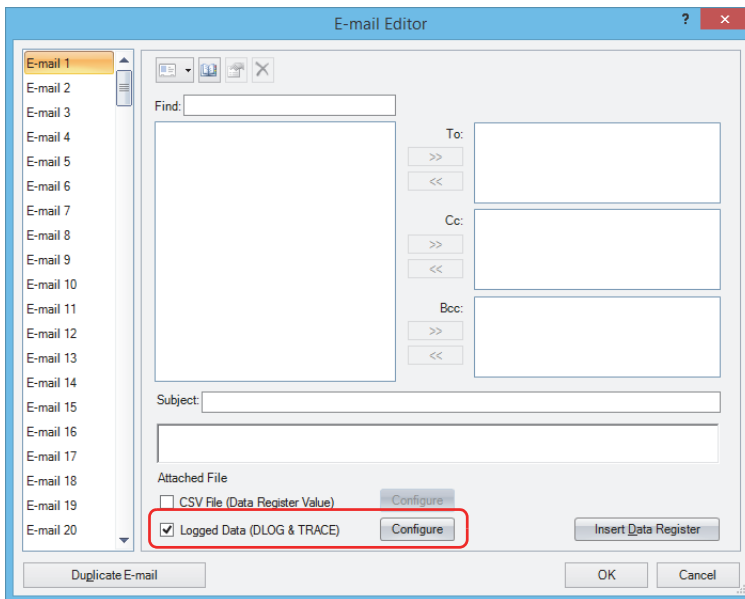 E-mail Editor
?
×
E-mail 1
E-mail 2
E-mail 3
E-mail 4
E-mail 5
E-mail 6
E-mail 7
E-mail 8
E-mail 9
E-mail 10
E-mail 11
E-mail 12
E-mail 13
E-mail 14
E-mail 15
E-mail 16
E-mail 17
E-mail 18
E-mail 19
E-mail 20
Find:
To:
>>
<<
Cc:
>>
<<
Bcc:
>>
<<
Subject:
Attached File
CSV File (Data Register Value) Configure
Logged Data (DLOG & TRACE) Configure
Insert Data Register
Duplicate E-mail
OK
Cancel